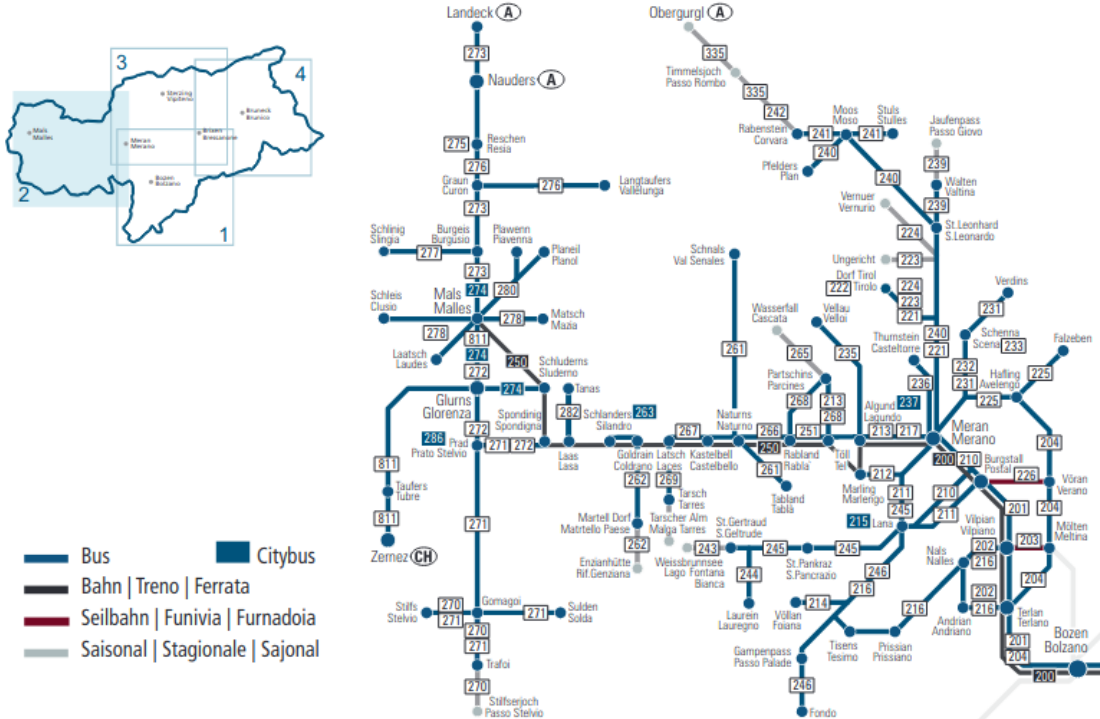 3
4
2
1
Sterzing
Vipiteno
Bruneck
Brunico
Mals
Malles
Meran
Merano
Brixen
Bressanone
Bozen
Bolzano
Landeck A
273
Nauders A
275
Reschen
Resia
276
Graun
Curon
276
Langtaufers
Vallelunga
273
Schlinig
Slingia
277
Burgeis
Burgusio
Plawenn
Piavenna
Planeil
Planol
273
274
280
Mals
Malles
Schleis
Clusio
278
278
Matsch
Mazia
Laatsch
Laudes
811
274
272
250
Schluderns
Sluderno
Glurns
Glorenza
274
Tanas
282
272
Spondinig
Spondigna
286
Prad
Prato Stelvio
271
272
Laas
Lasa
Schlanders
Silandro
263
811
Taufers
Tubre
811
Zernez CH
271
Goldrain
Coldrano
262
Martell Dorf
Matrtello Paese
262
Enzianhütte
Rif.Genziana
Latsch
Laces
269
Tarsch
Tarres
Tarscher Alm
Malga Tarres
267
Kastelbell
Castelbello
Schnals
Val Senales
261
Naturns
Naturno
266
250
261
Tabland
Tablà
251
Rabland
Rabla
Wasserfall
Cascata
265
Partschins
Parcines
268
213
268
Töll
Tel
Vellau
Velloi
235
Algund
Lagundo
237
213
217
Thurnstein
Casteltorre
236
Obergurgl A
335
Timmelsjoch
Passo Rombo
335
242
Rabenstein
Corvara
241
Moos
Moso
241
Stuls
Stulles
240
Pfelders
Plan
240
Jaufenpass
Passo Giovo
239
Walten
Valtina
239
St.Leonhard
S.Leonardo
Vernuer
Vernurio
224
Ungericht
223
Dorf Tirol
Tirolo
222
224
223
221
240
221
Verdins
231
Schenna
Scena
233
232
231
Falzeben
225
Hafling
Avelengo
225
Meran
Merano
204
200
210
Burgstall
Postal
226
Vöran
Verano
212
Marling
Marlengo
211
245
210
211
215
Lana
201
204
Vilpian
Vilpiano
202
216
203
Mölten
Meltina
Nals
Nalles
202
216
204
Andrian
Andriano
Terlan
Terlano
201
204
200
Bozen
Bolzano
243
Weissbrunnsee
Lago Fontana
Bianca
St.Gertraud
S.Geltrude
245
St.Pankraz
S.Pancrazio
245
244
Laurein
Lauregno
246
216
216
Völlan
Foiana
214
Tisens
Tesimo
Prissian
Prissiano
Gampenpass
Passo Palade
246
Fondo
Stilfs
Stelvio
270
271
Gomagoi
271
Sulden
Solda
270
271
Trafoi
270
Stilfserjoch
Passo Stelvio
Bus
Citybus
Bahn | Treno | Ferrata
Seilbahn | Funivia | Furnadoia
Saisonal | Stagionale | Sajonal